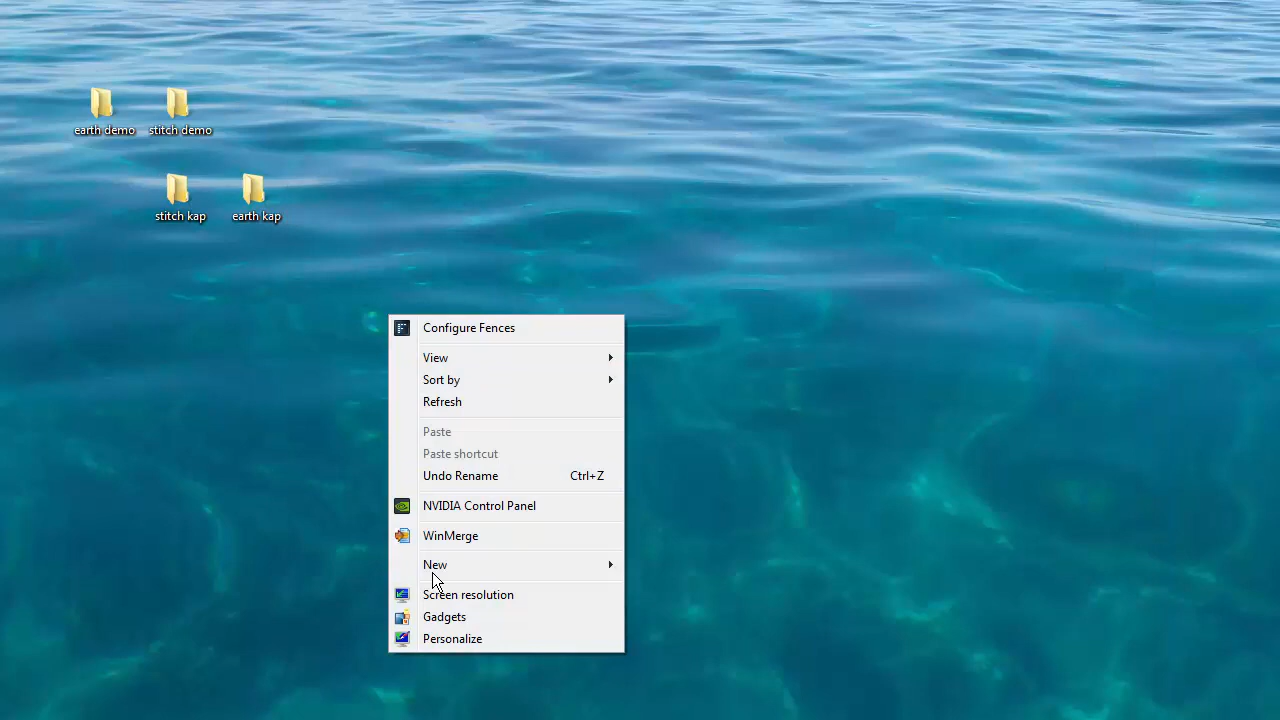 earth demo
stitch demo
stitch kap
earth kap
Configure Fences
View
Sort by
Refresh
Paste
Paste shortcut
Undo Rename Ctrl+Z
NVIDIA Control Panel
WinMerge
New
Screen resolution
Gadgets
Personalize